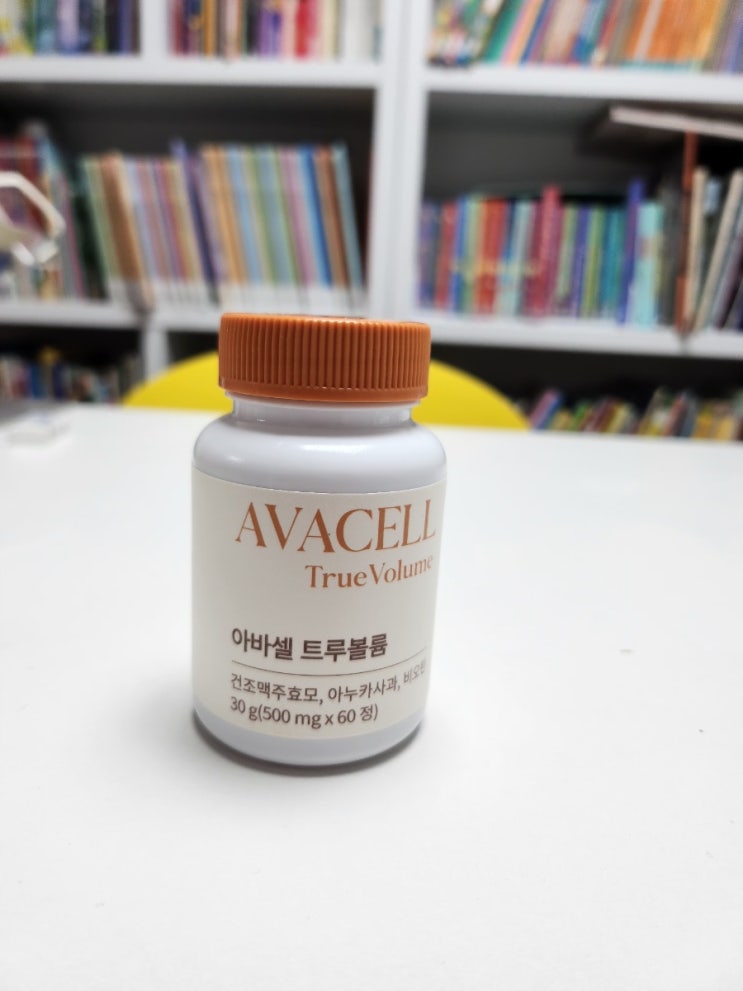 AVACELL
TrueVolume
아바셀 트루볼륨
건조맥주효모, 아누카사과, 비오틴
30 g(500 mg x 60 정)